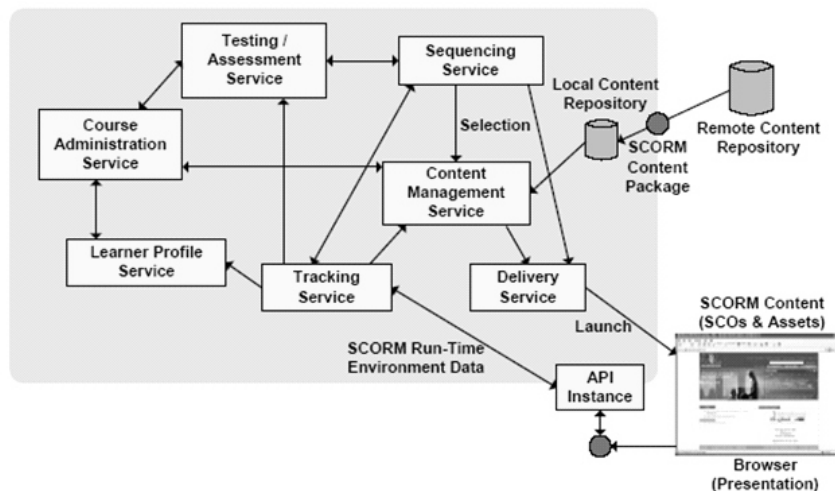 Testing /
Assessment
Service
Sequencing
Service
Local Content
Repository
Remote Content
Repository
Course
Administration
Service
Selection
SCORM
Content
Package
Content
Management
Service
Learner Profile
Service
Tracking
Service
Delivery
Service
SCORM Content
(SCOs & Assets)
Launch
SCORM Run-Time
Environment Data
API
Instance
Browser
(Presentation)